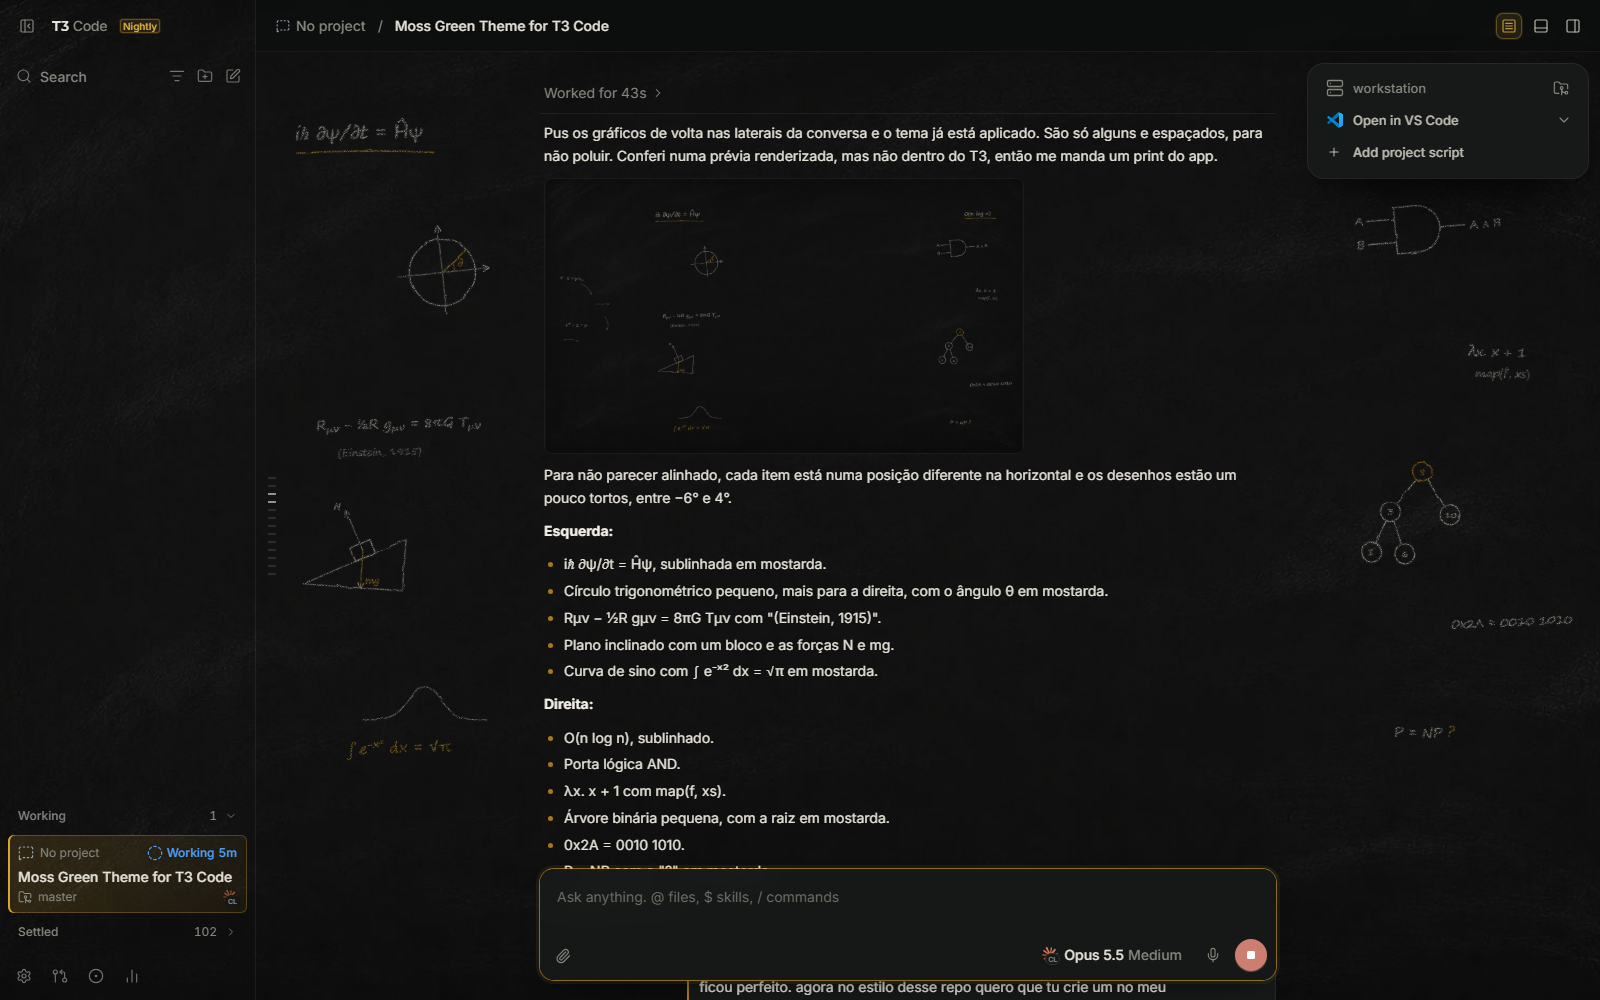 T3 Code Nightly
No project / Moss Green Theme for T3 Code
Search
Worked for 43s
workstation
Open in VS Code
Add project script
Pus os gráficos de volta nas laterais da conversa e o tema já está aplicado. São só alguns e espaçados, para
não poluir. Conferi numa prévia renderizada, mas não dentro do T3, então me manda um print do app.
iℏ ∂ψ/∂t = Ĥψ
A
B
A ∧ B
λx. x + 1
map(f, xs)
Rμν − ½R gμν = 8πG Tμν
(Einstein, 1915)
N
mg
0x2A = 0010 1010
P = NP ?
∫ e^-x² dx = √π
Para não parecer alinhado, cada item está numa posição diferente na horizontal e os desenhos estão um
pouco tortos, entre −6° e 4°.
Esquerda:
iℏ ∂ψ/∂t = Ĥψ, sublinhada em mostarda.
Círculo trigonométrico pequeno, mais para a direita, com o ângulo θ em mostarda.
Rμν − ½R gμν = 8πG Tμν com "(Einstein, 1915)".
Plano inclinado com um bloco e as forças N e mg.
Curva de sino com ∫ e⁻ˣ² dx = √π em mostarda.
Direita:
O(n log n), sublinhado.
Porta lógica AND.
λx. x + 1 com map(f, xs).
Árvore binária pequena, com a raiz em mostarda.
0x2A = 0010 1010.
Working 1
No project Working 5m
Moss Green Theme for T3 Code
master
CL
Settled 102
Ask anything. @ files, $ skills, / commands
CL Opus 5.5 Medium
ficou perfeito. agora no estilo desse repo quero que tu crie um no meu